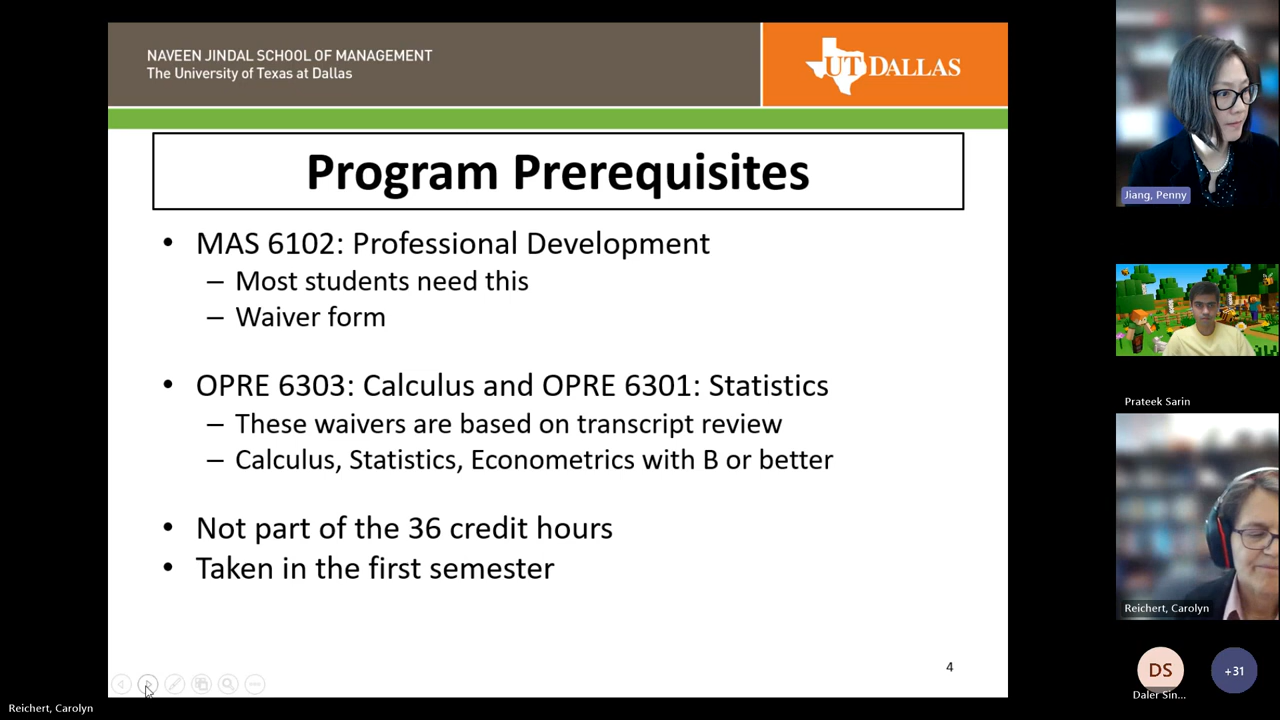 NAVEEN JINDAL SCHOOL OF MANAGEMENT
The University of Texas at Dallas
UT DALLAS
Program Prerequisites
• MAS 6102: Professional Development
– Most students need this
– Waiver form
• OPRE 6303: Calculus and OPRE 6301: Statistics
– These waivers are based on transcript review
– Calculus, Statistics, Econometrics with B or better
• Not part of the 36 credit hours
• Taken in the first semester
4
Reichert, Carolyn
Jiang, Penny
Prateek Sarin
Reichert, Carolyn
DS
Daler Sin...
+31